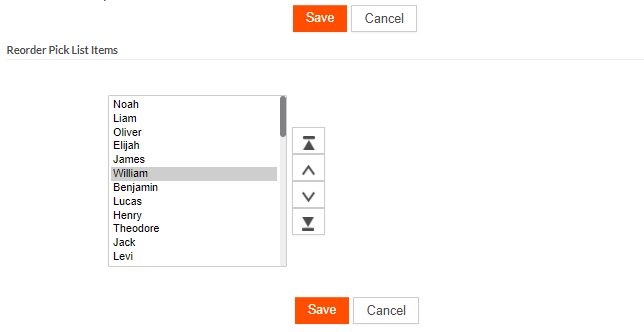 Save Cancel
Reorder Pick List Items
Noah
Liam
Oliver
Elijah
James
William
Benjamin
Lucas
Henry
Theodore
Jack
Levi
Save Cancel